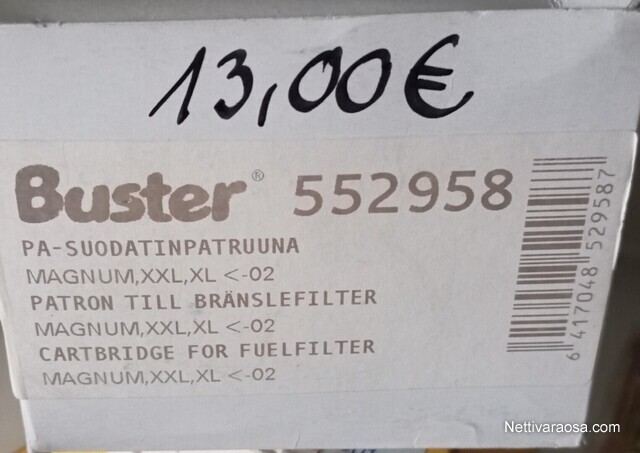 13,00€
Buster® 552958
PA-SUODATINPATRUUNA
MAGNUM,XXL,XL <-02
PATRON TILL BRÄNSLEFILTER
MAGNUM,XXL,XL <-02
CARTBRIDGE FOR FUELFILTER
MAGNUM,XXL,XL <-02
6 417048 529587
Nettivaraosa.com